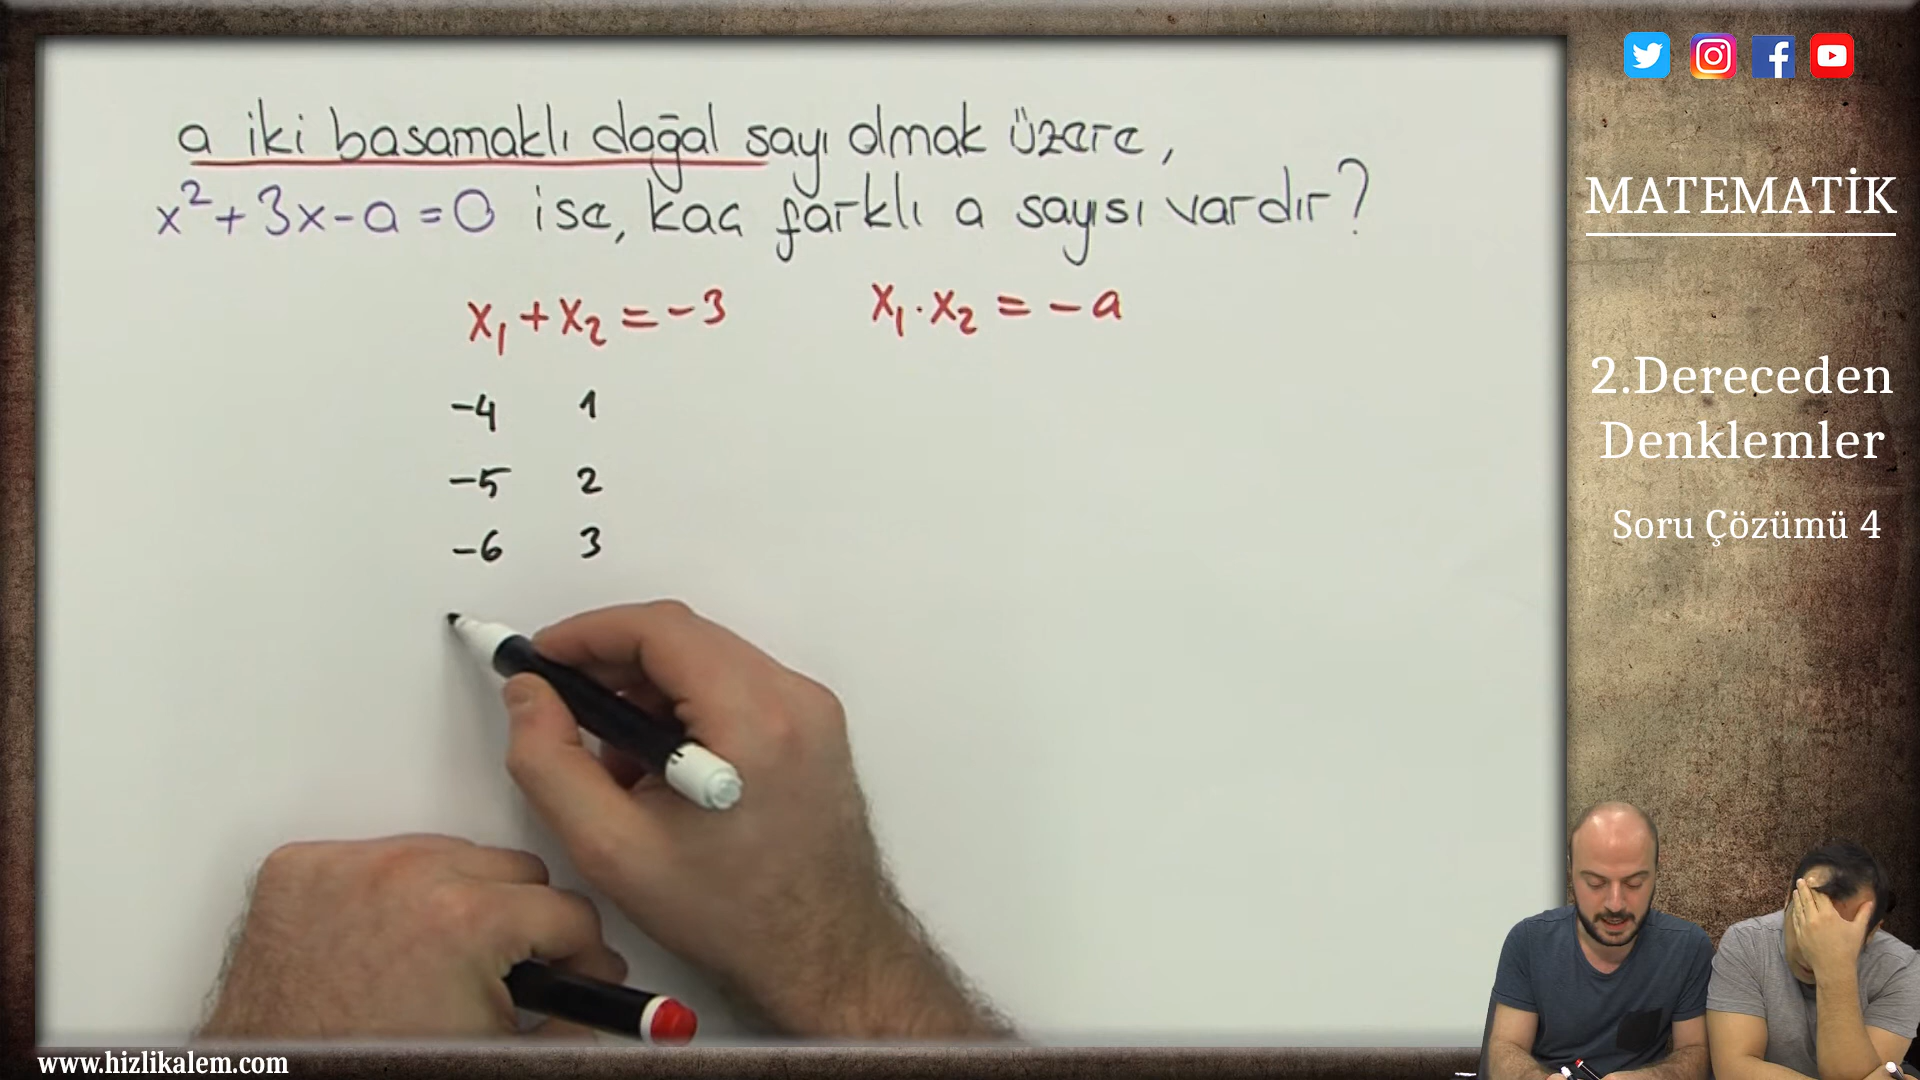 a iki basamaklı doğal sayı olmak üzere,
x²+3x-a=0 ise, kaç farklı a sayısı vardır?
x₁+x₂=-3 x₁.x₂=-a
-4 1
-5 2
-6 3
MATEMATİK
2.Dereceden
Denklemler
Soru Çözümü 4
www.hizlikalem.com